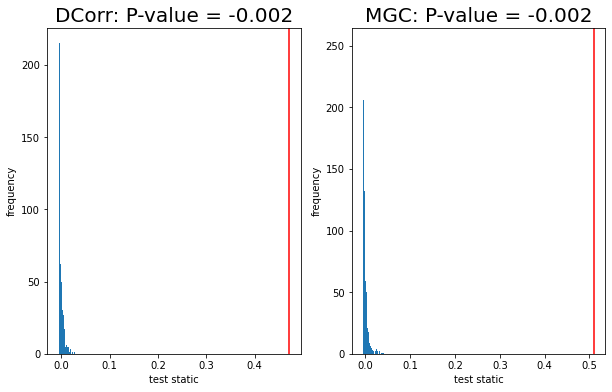 DCorr: P-value = -0.002
200
150
100
50
0
frequency
0.0 0.1 0.2 0.3 0.4
test static
MGC: P-value = -0.002
250
200
150
100
50
0
frequency
0.0 0.1 0.2 0.3 0.4 0.5
test static